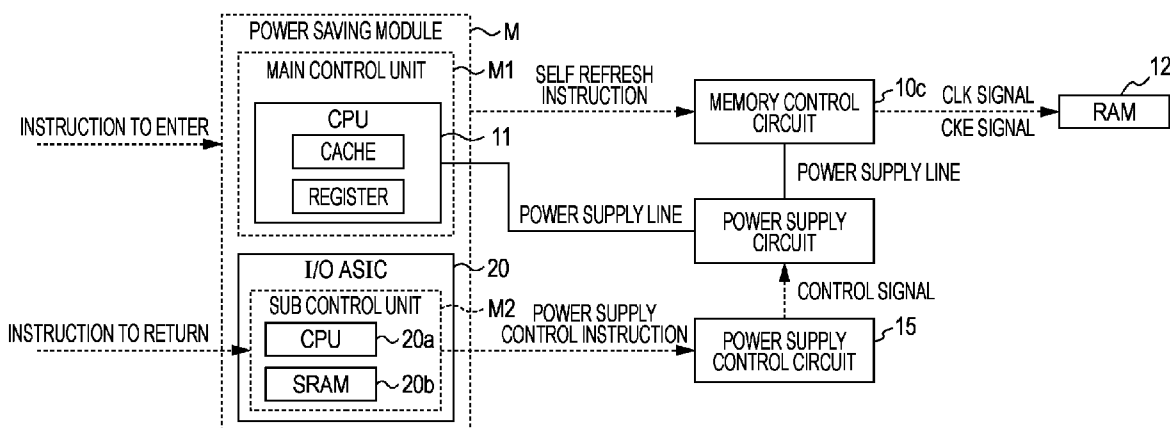 POWER SAVING MODULE
M
MAIN CONTROL UNIT
M1
CPU
11
CACHE
REGISTER
INSTRUCTION TO ENTER
SELF REFRESH
INSTRUCTION
MEMORY CONTROL
CIRCUIT
10c
CLK SIGNAL
CKE SIGNAL
12
RAM
POWER SUPPLY LINE
POWER SUPPLY LINE
POWER SUPPLY
CIRCUIT
I/O ASIC
20
SUB CONTROL UNIT
M2
INSTRUCTION TO RETURN
CPU
20a
SRAM
20b
POWER SUPPLY
CONTROL INSTRUCTION
CONTROL SIGNAL
POWER SUPPLY
CONTROL CIRCUIT
15